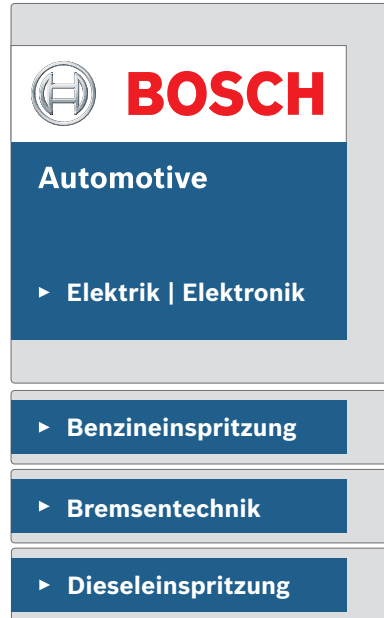 BOSCH
Automotive
► Elektrik | Elektronik
► Benzineinspritzung
► Bremsentechnik
► Dieseleinspritzung